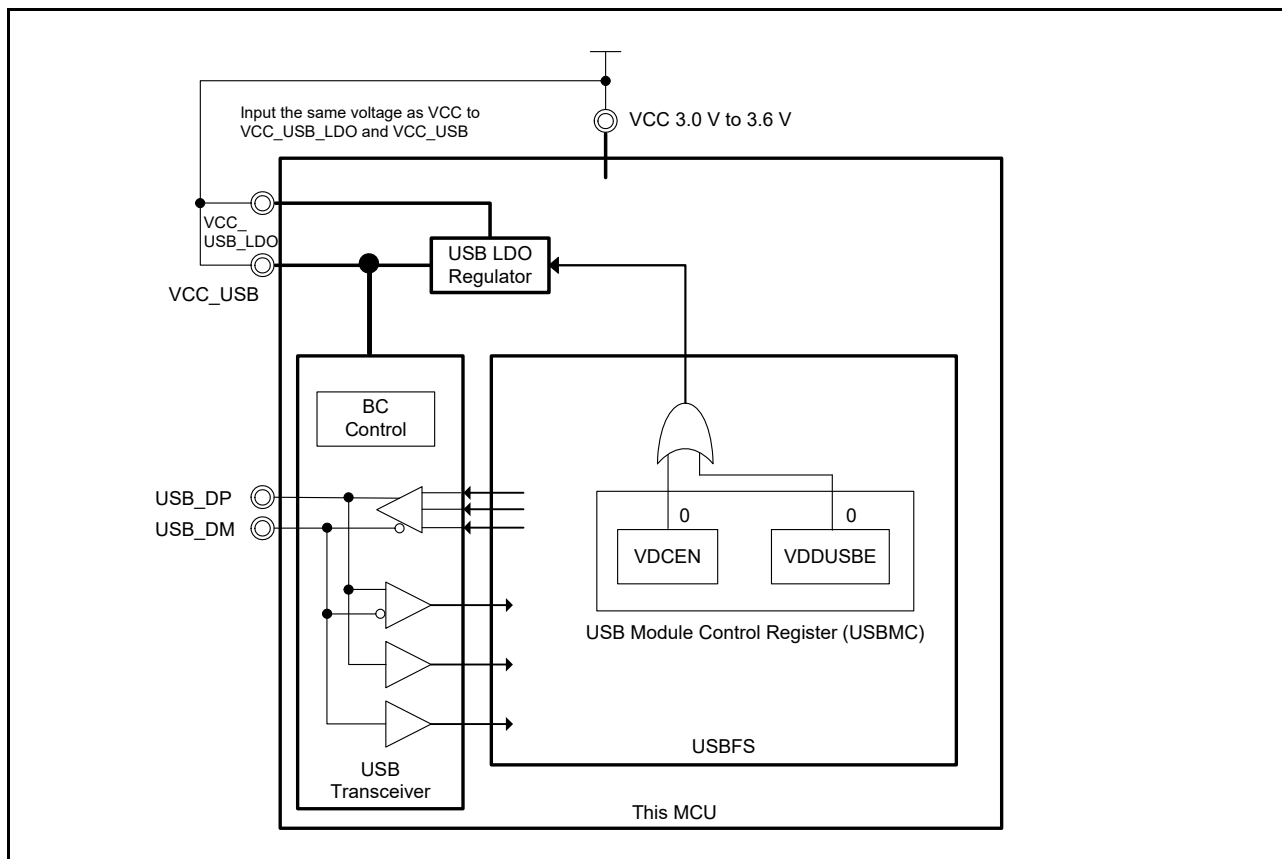 Input the same voltage as VCC to
VCC_USB_LDO and VCC_USB
VCC 3.0 V to 3.6 V
VCC_
USB_LDO
USB LDO
Regulator
VCC_USB
BC
Control
USB_DP
USB_DM
0
0
VDCEN
VDDUSBE
USB Module Control Register (USBMC)
USBFS
USB
Transceiver
This MCU